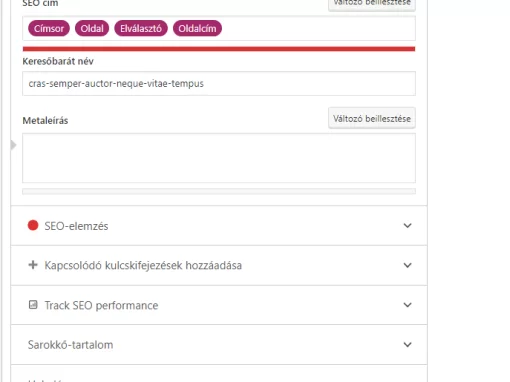 SEO cím
Változó beillesztése
Címsor Oldal Elválasztó Oldalcím
Keresőbarát név
cras-semper-auctor-neque-vitae-tempus
Metaleírás
Változó beillesztése
SEO-elemzés
Kapcsolódó kulcskifejezések hozzáadása
Track SEO performance
Sarokkő-tartalom